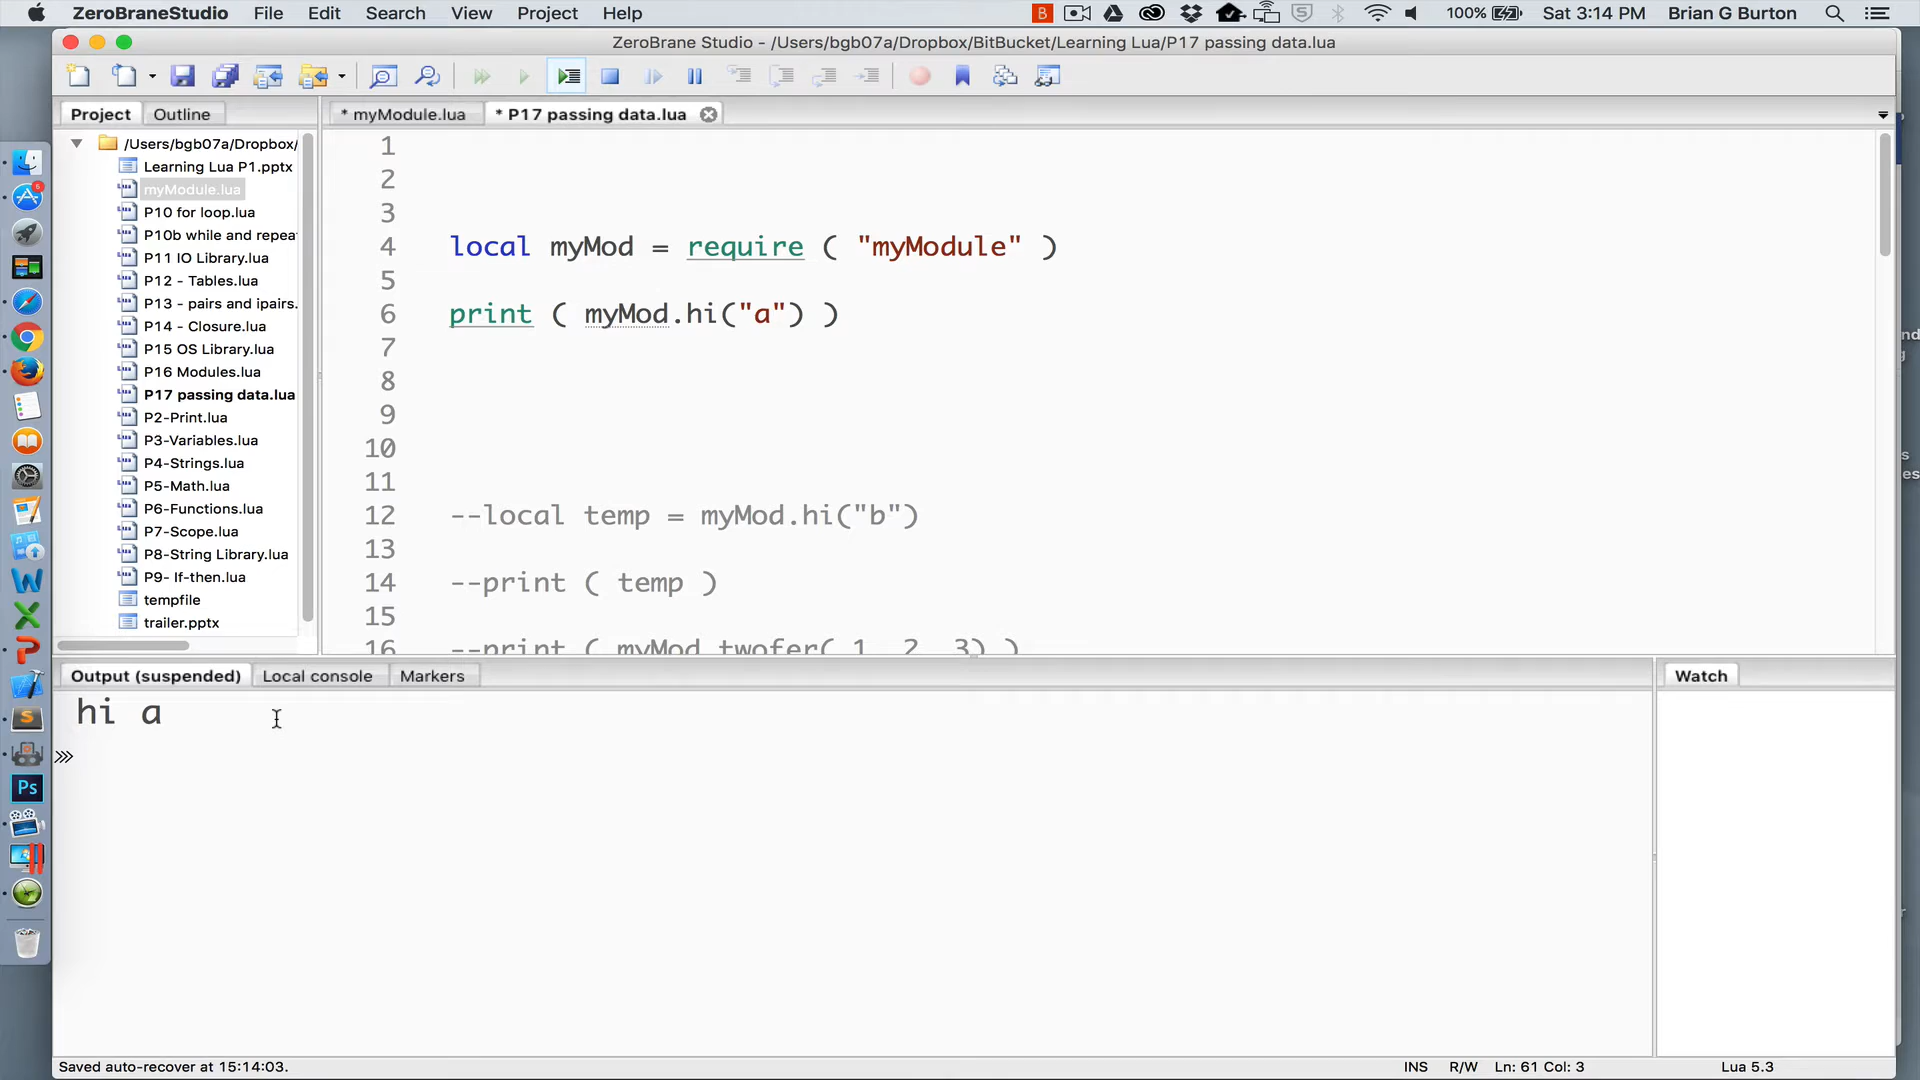 ZeroBraneStudio File Edit Search View Project Help 100% Sat 3:14 PM Brian G Burton
ZeroBrane Studio - /Users/bgb07a/Dropbox/BitBucket/Learning Lua/P17 passing data.lua
Project Outline
* myModule.lua * P17 passing data.lua
/Users/bgb07a/Dropbox/
Learning Lua P1.pptx
myModule.lua
P10 for loop.lua
P10b while and repea
P11 IO Library.lua
P12 - Tables.lua
P13 - pairs and ipairs.
P14 - Closure.lua
P15 OS Library.lua
P16 Modules.lua
P17 passing data.lua
P2-Print.lua
P3-Variables.lua
P4-Strings.lua
P5-Math.lua
P6-Functions.lua
P7-Scope.lua
P8-String Library.lua
P9- If-then.lua
tempfile
trailer.pptx
1
2
3
4 local myMod = require ( "myModule" )
5
6 print ( myMod.hi("a") )
7
8
9
10
11
12 --local temp = myMod.hi("b")
13
14 --print ( temp )
15
16 --print ( myMod twofer( 1 2 3) )
Output (suspended) Local console Markers
Watch
hi a
Saved auto-recover at 15:14:03.
INS R/W Ln: 61 Col: 3 Lua 5.3